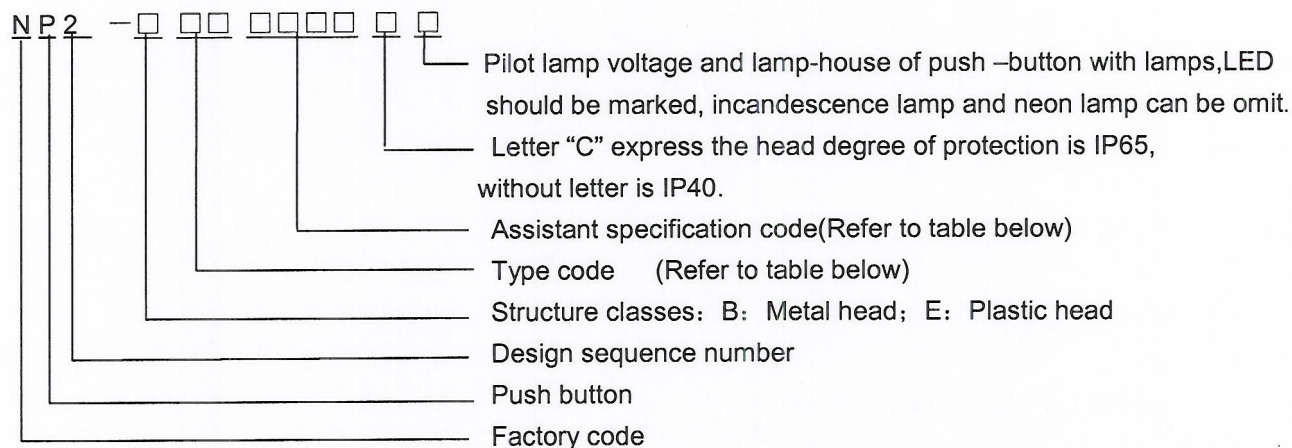 NP2 -□ □□ □□□□ □ □
Pilot lamp voltage and lamp-house of push –button with lamps,LED
should be marked, incandescence lamp and neon lamp can be omit.
Letter “C” express the head degree of protection is IP65,
without letter is IP40.
Assistant specification code(Refer to table below)
Type code (Refer to table below)
Structure classes：B：Metal head；E：Plastic head
Design sequence number
Push button
Factory code